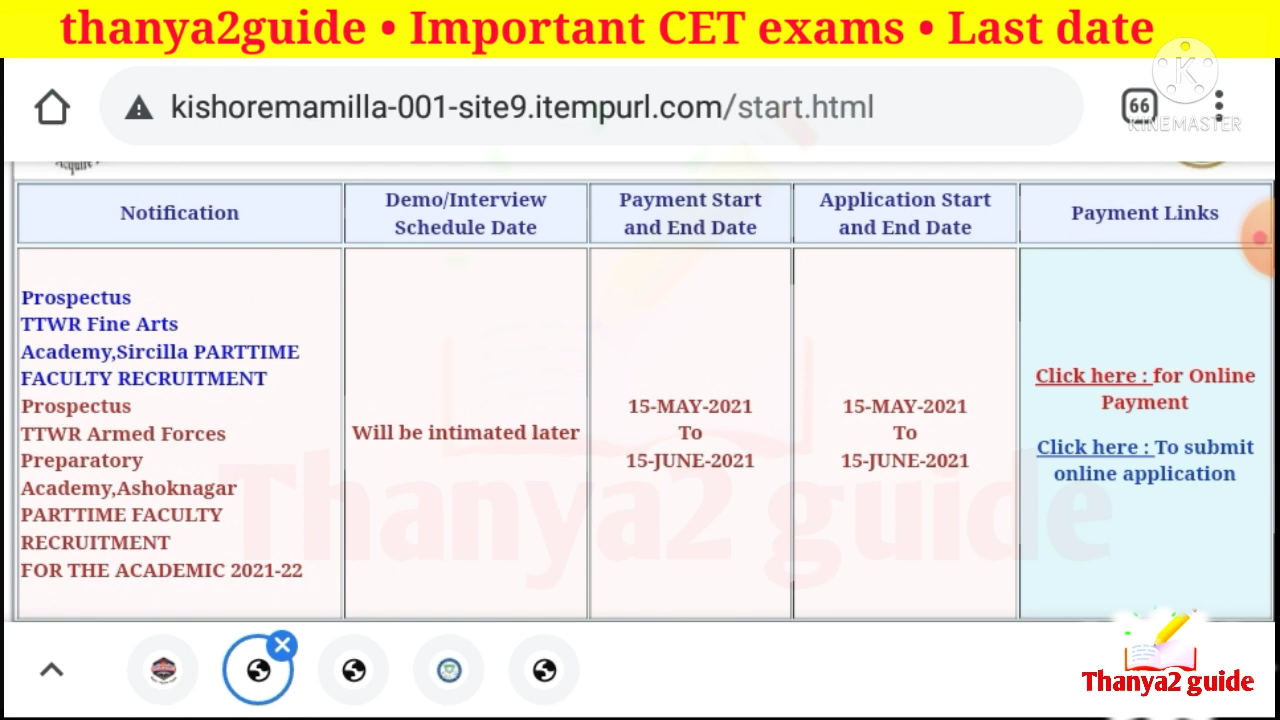 thanya2guide • Important CET exams • Last date
kishoremamilla-001-site9.itempurl.com/start.html
66
KINEMASTER
Notification
Demo/Interview
Schedule Date
Payment Start
and End Date
Application Start
and End Date
Payment Links
Prospectus
TTWR Fine Arts
Academy,Sircilla PARTTIME
FACULTY RECRUITMENT
Prospectus
TTWR Armed Forces
Preparatory
Academy,Ashoknagar
PARTTIME FACULTY
RECRUITMENT
FOR THE ACADEMIC 2021-22
Will be intimated later
15-MAY-2021
To
15-JUNE-2021
15-MAY-2021
To
15-JUNE-2021
Click here : for Online
Payment
Click here : To submit
online application
Thanya2 guide
Thanya2 guide